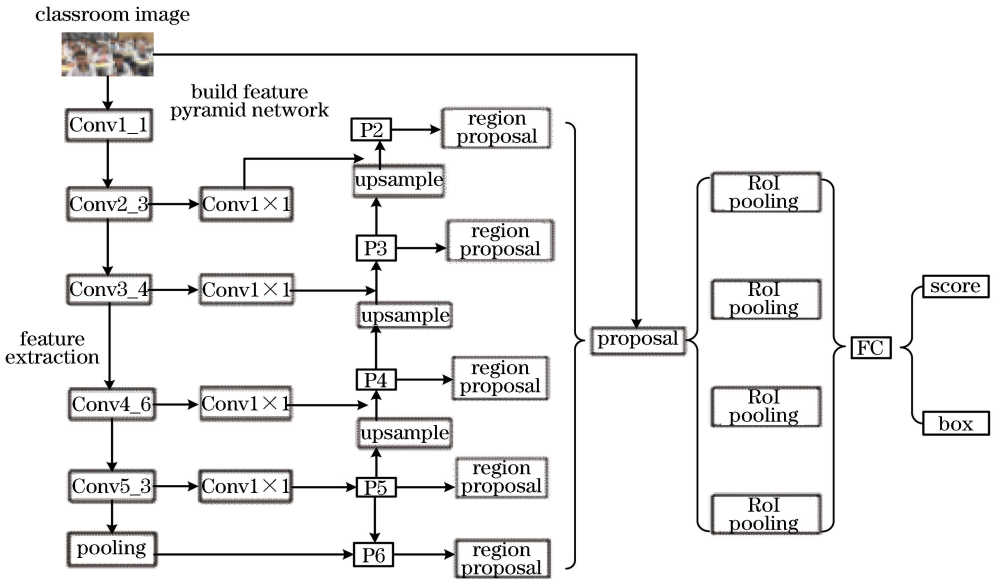 classroom image
build feature
pyramid network
Conv1_1
P2
region
proposal
upsample
RoI
pooling
Conv2_3
Conv1×1
P3
region
proposal
Conv3_4
Conv1×1
score
RoI
pooling
upsample
feature
extraction
proposal
FC
P4
region
proposal
Conv4_6
Conv1×1
RoI
pooling
box
upsample
Conv5_3
Conv1×1
P5
region
proposal
RoI
pooling
pooling
P6
region
proposal